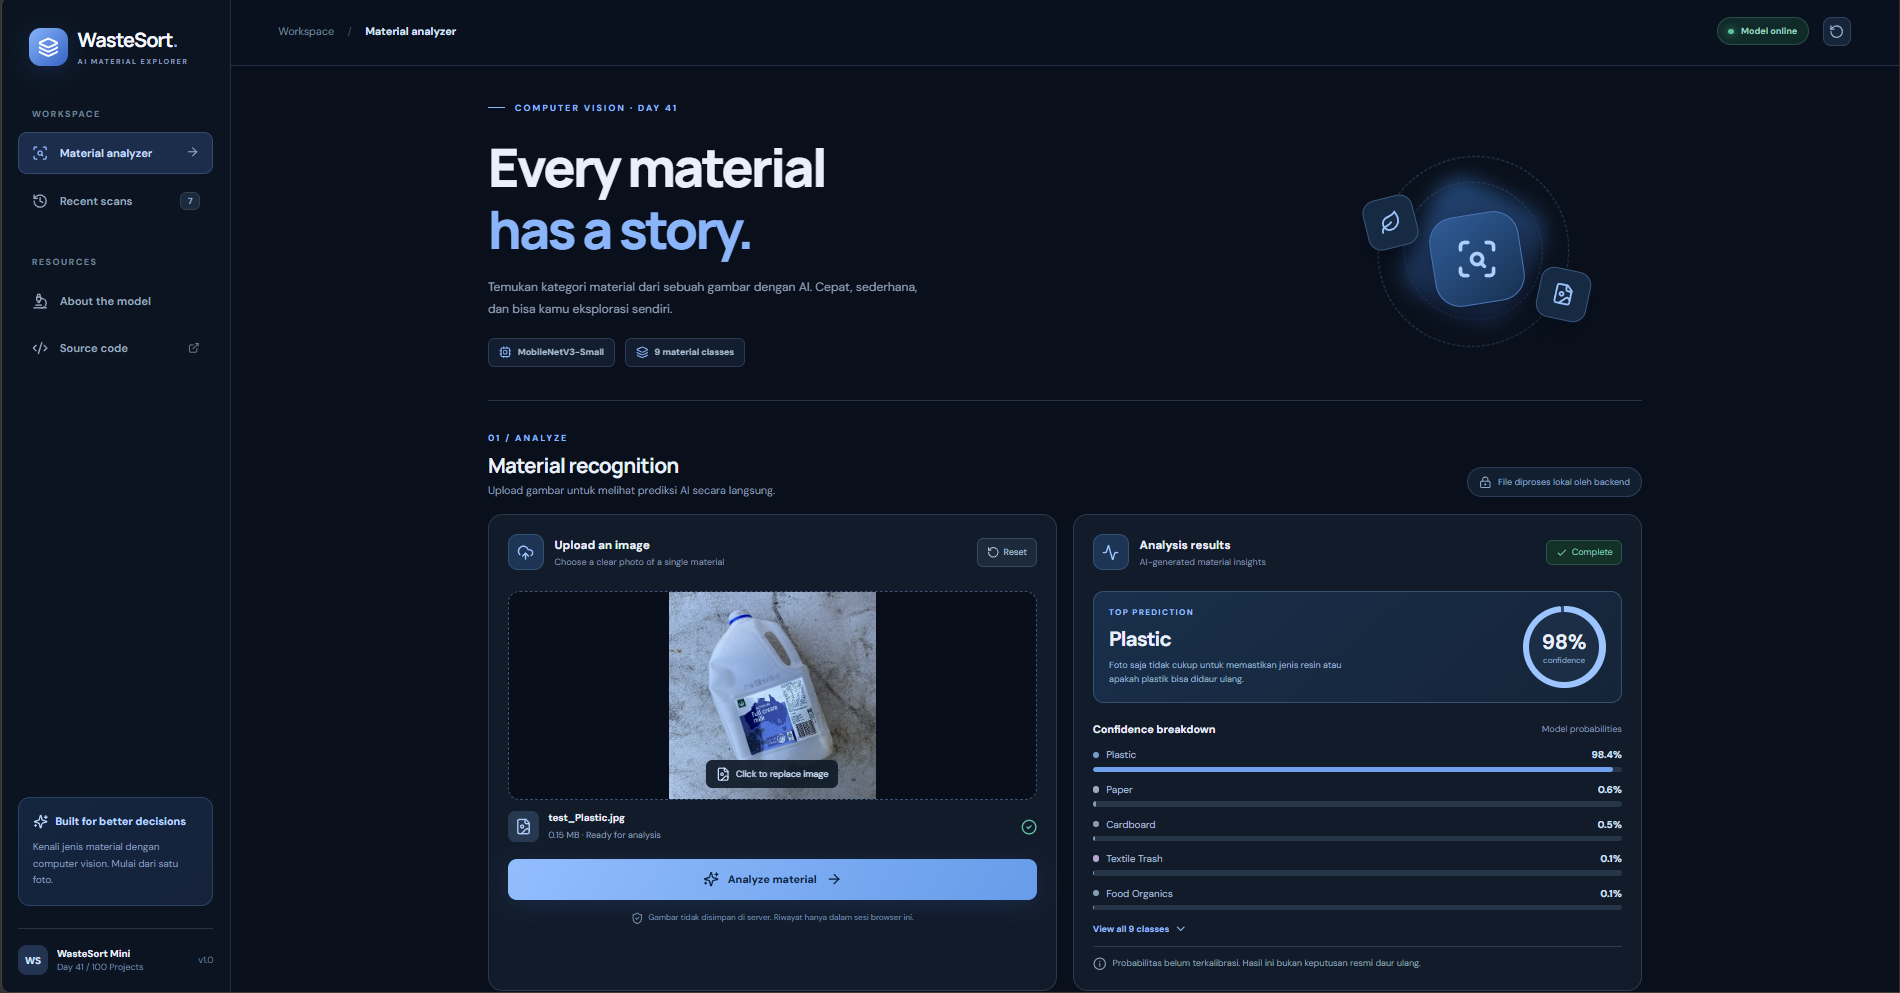 WasteSort.
AI MATERIAL EXPLORER
WORKSPACE
Material analyzer
Recent scans
7
RESOURCES
About the model
Source code
Built for better decisions
Kenali jenis material dengan
computer vision. Mulai dari satu
foto.
WS
WasteSort Mini
Day 41 / 100 Projects
v1.0
Workspace / Material analyzer
Model online
COMPUTER VISION · DAY 41
Every material
has a story.
Temukan kategori material dari sebuah gambar dengan AI. Cepat, sederhana,
dan bisa kamu eksplorasi sendiri.
MobileNetV3-Small
9 material classes
01 / ANALYZE
Material recognition
Upload gambar untuk melihat prediksi AI secara langsung.
File diproses lokal oleh backend
Upload an image
Choose a clear photo of a single material
Reset
Full cream
milk
Click to replace image
test_Plastic.jpg
0.15 MB · Ready for analysis
Analyze material
Gambar tidak disimpan di server. Riwayat hanya dalam sesi browser ini.
Analysis results
AI-generated material insights
Complete
TOP PREDICTION
Plastic
Foto saja tidak cukup untuk memastikan jenis resin atau
apakah plastik bisa didaur ulang.
98%
confidence
Confidence breakdown
Model probabilities
Plastic 98.4%
Paper 0.6%
Cardboard 0.5%
Textile Trash 0.1%
Food Organics 0.1%
View all 9 classes
Probabilitas belum terkalibrasi. Hasil ini bukan keputusan resmi daur ulang.